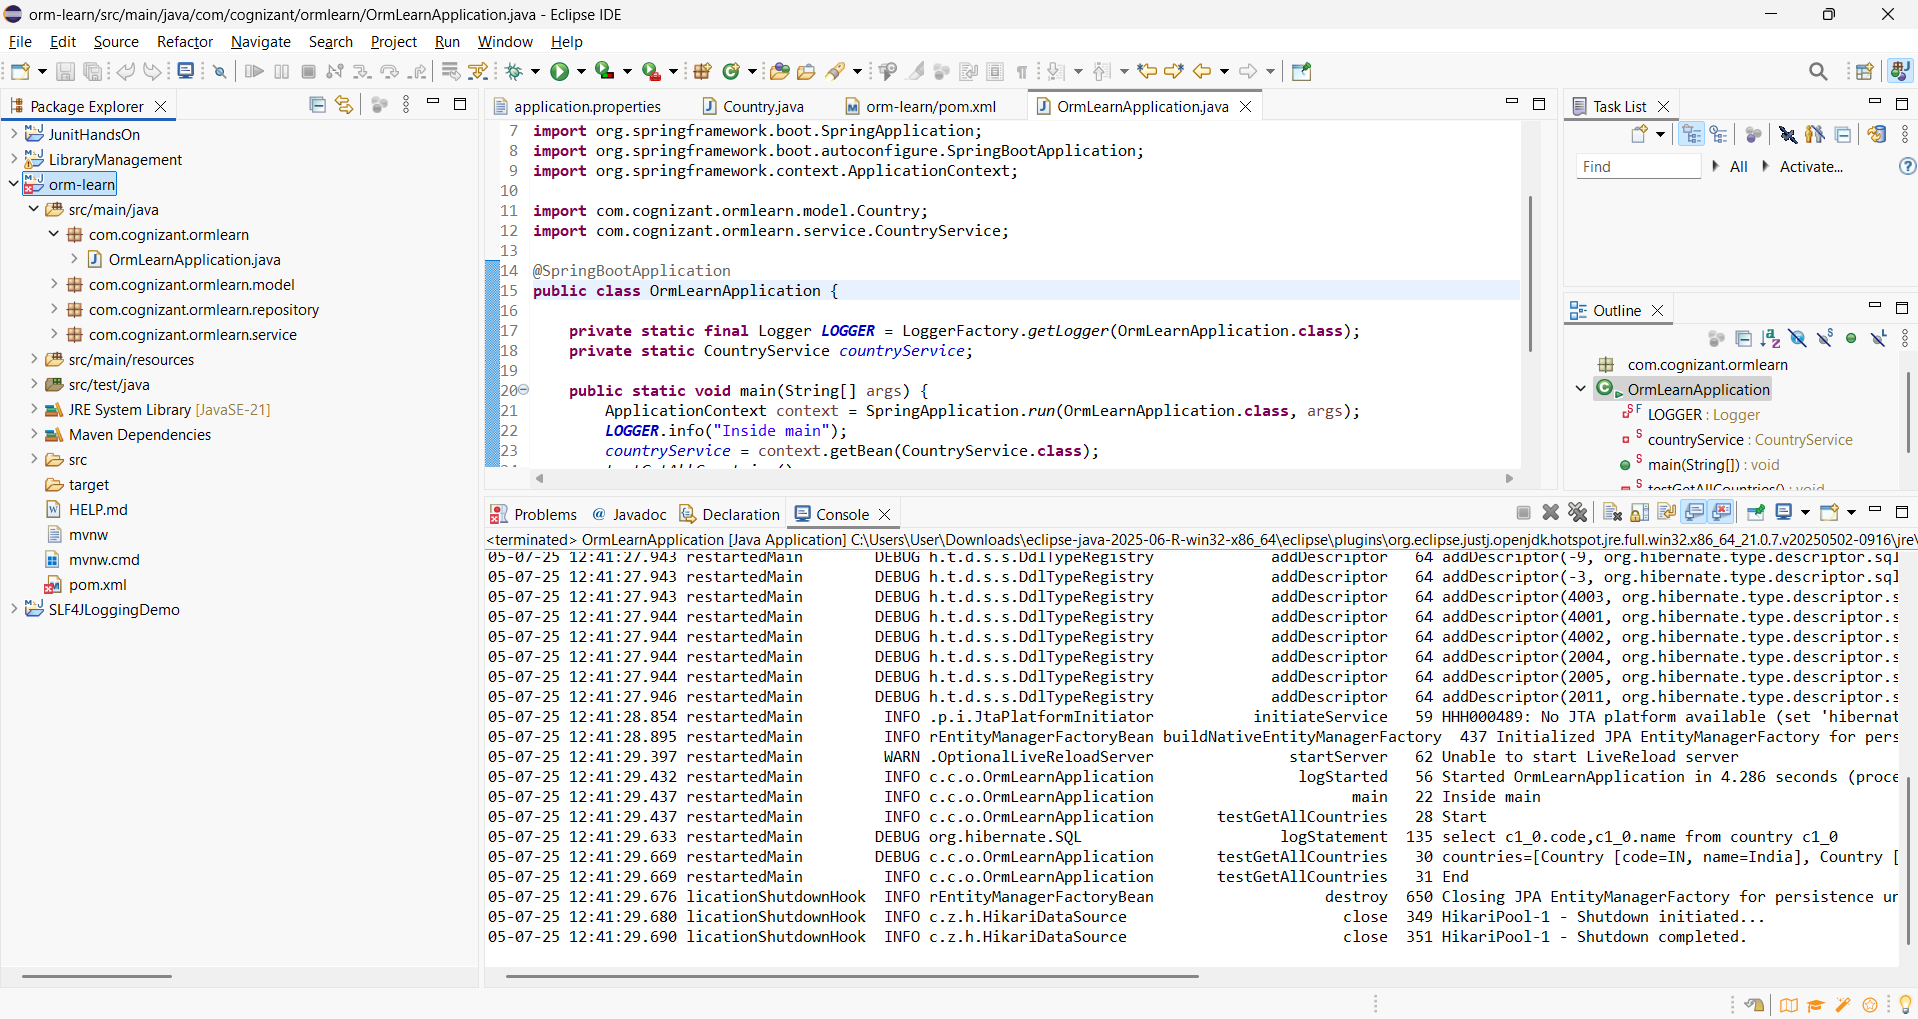 orm-learn/src/main/java/com/cognizant/ormlearn/OrmLearnApplication.java - Eclipse IDE
File Edit Source Refactor Navigate Search Project Run Window Help
Package Explorer
JunitHandsOn
LibraryManagement
orm-learn
src/main/java
com.cognizant.ormlearn
OrmLearnApplication.java
com.cognizant.ormlearn.model
com.cognizant.ormlearn.repository
com.cognizant.ormlearn.service
src/main/resources
src/test/java
JRE System Library [JavaSE-21]
Maven Dependencies
src
target
HELP.md
mvnw
mvnw.cmd
pom.xml
SLF4JLoggingDemo
application.properties Country.java orm-learn/pom.xml OrmLearnApplication.java
7 import org.springframework.boot.SpringApplication;
8 import org.springframework.boot.autoconfigure.SpringBootApplication;
9 import org.springframework.context.ApplicationContext;
10
11 import com.cognizant.ormlearn.model.Country;
12 import com.cognizant.ormlearn.service.CountryService;
13
14 @SpringBootApplication
15 public class OrmLearnApplication {
16
17 private static final Logger LOGGER = LoggerFactory.getLogger(OrmLearnApplication.class);
18 private static CountryService countryService;
19
20 public static void main(String[] args) {
21 ApplicationContext context = SpringApplication.run(OrmLearnApplication.class, args);
22 LOGGER.info("Inside main");
23 countryService = context.getBean(CountryService.class);
Task List
Find All Activate...
Outline
com.cognizant.ormlearn
OrmLearnApplication
LOGGER : Logger
countryService : CountryService
main(String[]) : void
testGetAllCountries() : void
Problems Javadoc Declaration Console
<terminated> OrmLearnApplication [Java Application] C:\Users\User\Downloads\eclipse-java-2025-06-R-win32-x86_64\eclipse\plugins\org.eclipse.justj.openjdk.hotspot.jre.full.win32.x86_64_21.0.7.v20250502-0916\jre\
05-07-25 12:41:27.943 restartedMain DEBUG h.t.d.s.s.DdlTypeRegistry addDescriptor 64 addDescriptor(-9, org.hibernate.type.descriptor.sql
05-07-25 12:41:27.943 restartedMain DEBUG h.t.d.s.s.DdlTypeRegistry addDescriptor 64 addDescriptor(-3, org.hibernate.type.descriptor.sql
05-07-25 12:41:27.943 restartedMain DEBUG h.t.d.s.s.DdlTypeRegistry addDescriptor 64 addDescriptor(4003, org.hibernate.type.descriptor.s
05-07-25 12:41:27.944 restartedMain DEBUG h.t.d.s.s.DdlTypeRegistry addDescriptor 64 addDescriptor(4001, org.hibernate.type.descriptor.s
05-07-25 12:41:27.944 restartedMain DEBUG h.t.d.s.s.DdlTypeRegistry addDescriptor 64 addDescriptor(4002, org.hibernate.type.descriptor.s
05-07-25 12:41:27.944 restartedMain DEBUG h.t.d.s.s.DdlTypeRegistry addDescriptor 64 addDescriptor(2004, org.hibernate.type.descriptor.s
05-07-25 12:41:27.944 restartedMain DEBUG h.t.d.s.s.DdlTypeRegistry addDescriptor 64 addDescriptor(2005, org.hibernate.type.descriptor.s
05-07-25 12:41:27.946 restartedMain DEBUG h.t.d.s.s.DdlTypeRegistry addDescriptor 64 addDescriptor(2011, org.hibernate.type.descriptor.s
05-07-25 12:41:28.854 restartedMain INFO .p.i.JtaPlatformInitiator initiateService 59 HHH000489: No JTA platform available (set 'hibernat
05-07-25 12:41:28.895 restartedMain INFO rEntityManagerFactoryBean buildNativeEntityManagerFactory 437 Initialized JPA EntityManagerFactory for pers
05-07-25 12:41:29.397 restartedMain WARN .OptionalLiveReloadServer startServer 62 Unable to start LiveReload server
05-07-25 12:41:29.432 restartedMain INFO c.c.o.OrmLearnApplication logStarted 56 Started OrmLearnApplication in 4.286 seconds (proce
05-07-25 12:41:29.437 restartedMain INFO c.c.o.OrmLearnApplication main 22 Inside main
05-07-25 12:41:29.437 restartedMain INFO c.c.o.OrmLearnApplication testGetAllCountries 28 Start
05-07-25 12:41:29.633 restartedMain DEBUG org.hibernate.SQL logStatement 135 select c1_0.code,c1_0.name from country c1_0
05-07-25 12:41:29.669 restartedMain DEBUG c.c.o.OrmLearnApplication testGetAllCountries 30 countries=[Country [code=IN, name=India], Country [
05-07-25 12:41:29.669 restartedMain INFO c.c.o.OrmLearnApplication testGetAllCountries 31 End
05-07-25 12:41:29.676 licationShutdownHook INFO rEntityManagerFactoryBean destroy 650 Closing JPA EntityManagerFactory for persistence un
05-07-25 12:41:29.680 licationShutdownHook INFO c.z.h.HikariDataSource close 349 HikariPool-1 - Shutdown initiated...
05-07-25 12:41:29.690 licationShutdownHook INFO c.z.h.HikariDataSource close 351 HikariPool-1 - Shutdown completed.